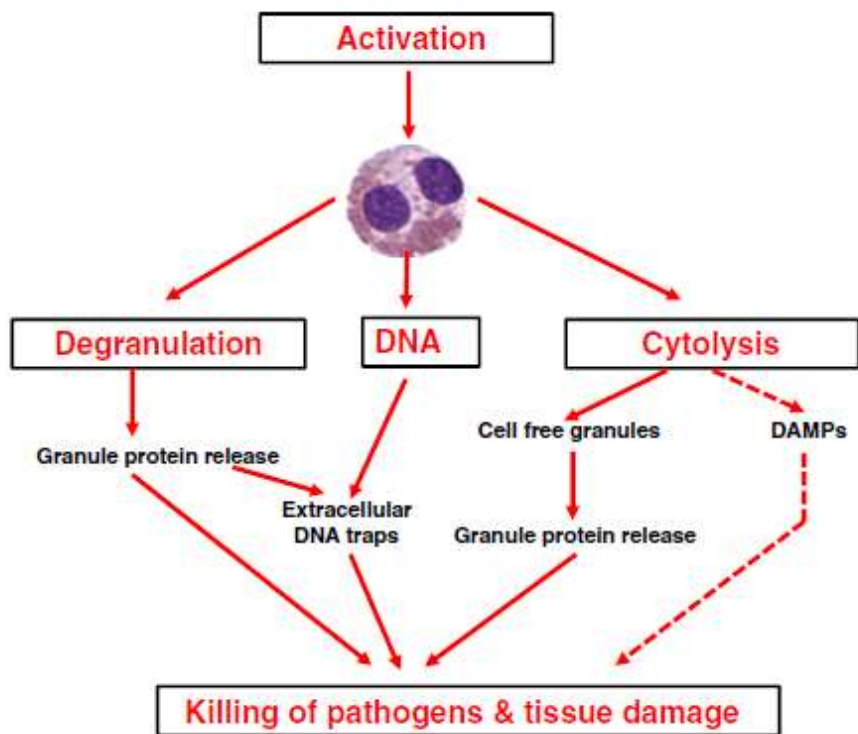 Activation
Degranulation
DNA
Cytolysis
Cell free granules
DAMPs
Granule protein release
Extracellular
DNA traps
Granule protein release
Killing of pathogens & tissue damage